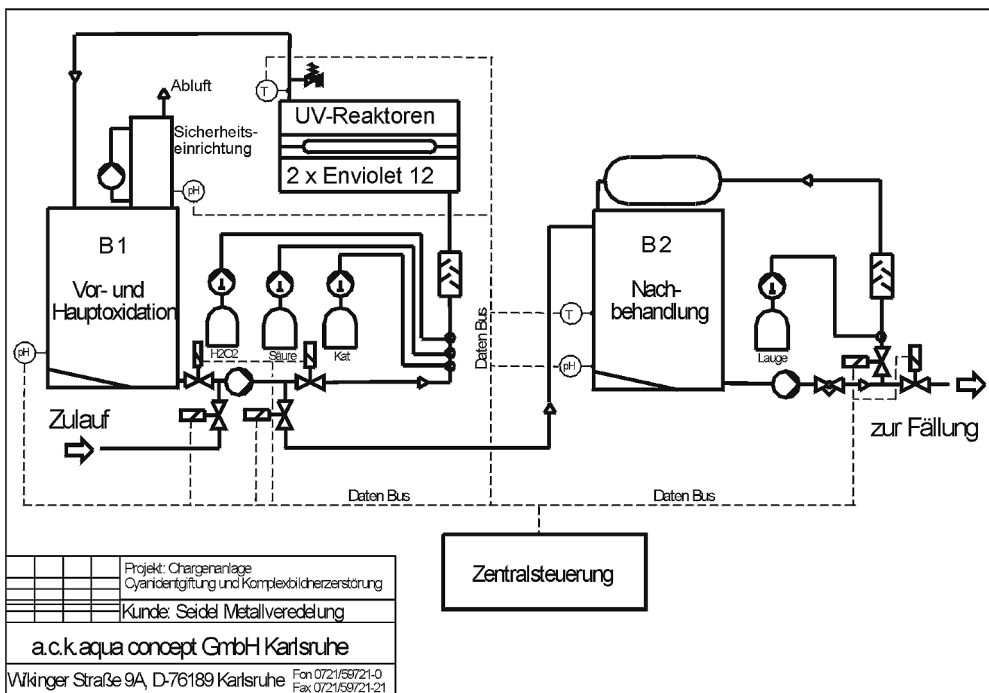 Abluft
Sicherheits-
einrichtung
T
UV-Reaktoren
2 x Enviolet 12
pH
B1
Vor- und
Hauptoxidation
pH
H2O2
Säure
Kat
Zulauf
Daten Bus
T
pH
B2
Nach-
behandlung
Lauge
zur Fällung
Daten Bus
Daten Bus
Zentralsteuerung
Projekt: Chargenanlage
Cyanidentgiftung und Komplexbildnerzerstörung
Kunde: Seidel Metallveredelung
a.c.k.aqua concept GmbH Karlsruhe
Wikinger Straße 9A, D-76189 Karlsruhe
Fon 0721/59721-0
Fax 0721/59721-21